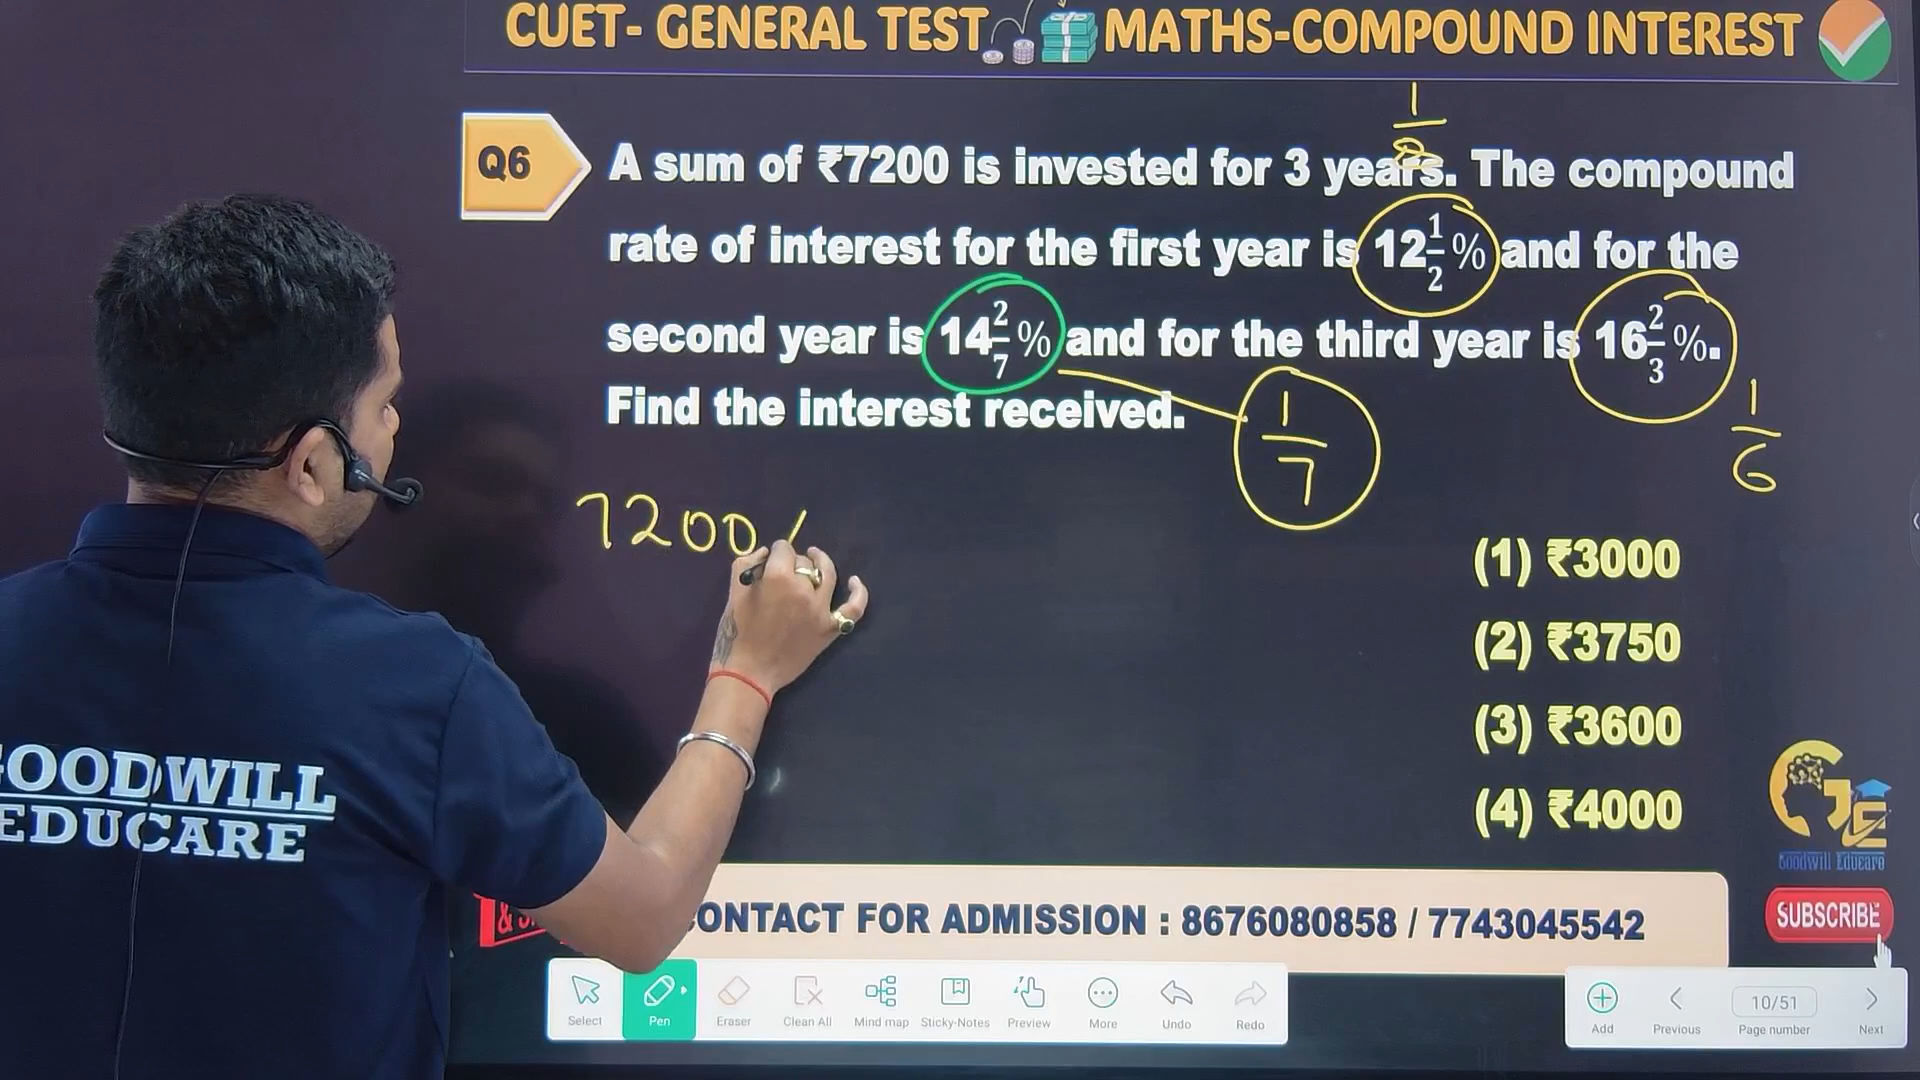 CUET- GENERAL TEST MATHS-COMPOUND INTEREST
Q6
A sum of ₹7200 is invested for 3 years. The compound
rate of interest for the first year is 12 1/2 % and for the
second year is 14 2/7 % and for the third year is 16 2/3 %.
Find the interest received.
1/8
1/7
1/6
7200
(1) ₹3000
(2) ₹3750
(3) ₹3600
(4) ₹4000
GOODWILL
EDUCARE
Goodwill Educare
SUBSCRIBE
CONTACT FOR ADMISSION : 8676080858 / 7743045542
Select
Pen
Eraser
Clean All
Mind map
Sticky-Notes
Preview
More
Undo
Redo
Add
Previous
10/51
Page number
Next